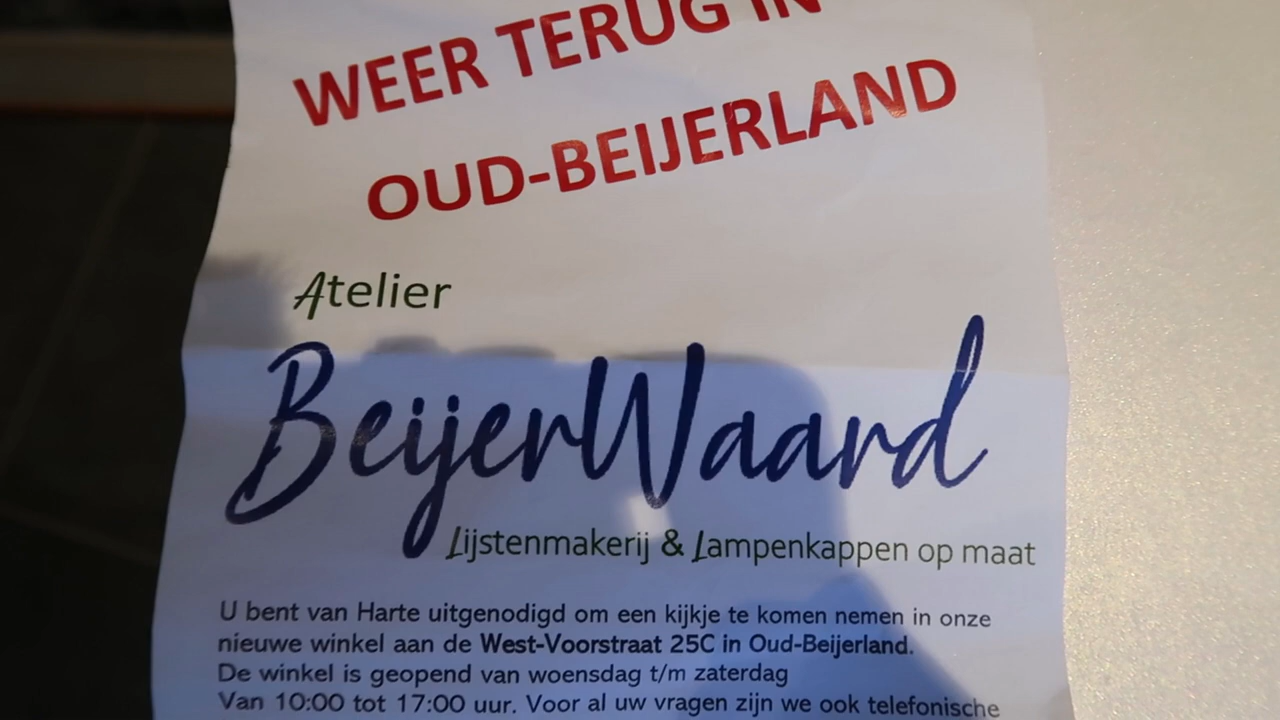 WEER TERUG IN
OUD-BEIJERLAND
Atelier
BeijerWaard
Lijstenmakerij & Lampenkappen op maat
U bent van Harte uitgenodigd om een kijkje te komen nemen in onze
nieuwe winkel aan de West-Voorstraat 25C in Oud-Beijerland.
De winkel is geopend van woensdag t/m zaterdag
Van 10:00 tot 17:00 uur. Voor al uw vragen zijn we ook telefonische